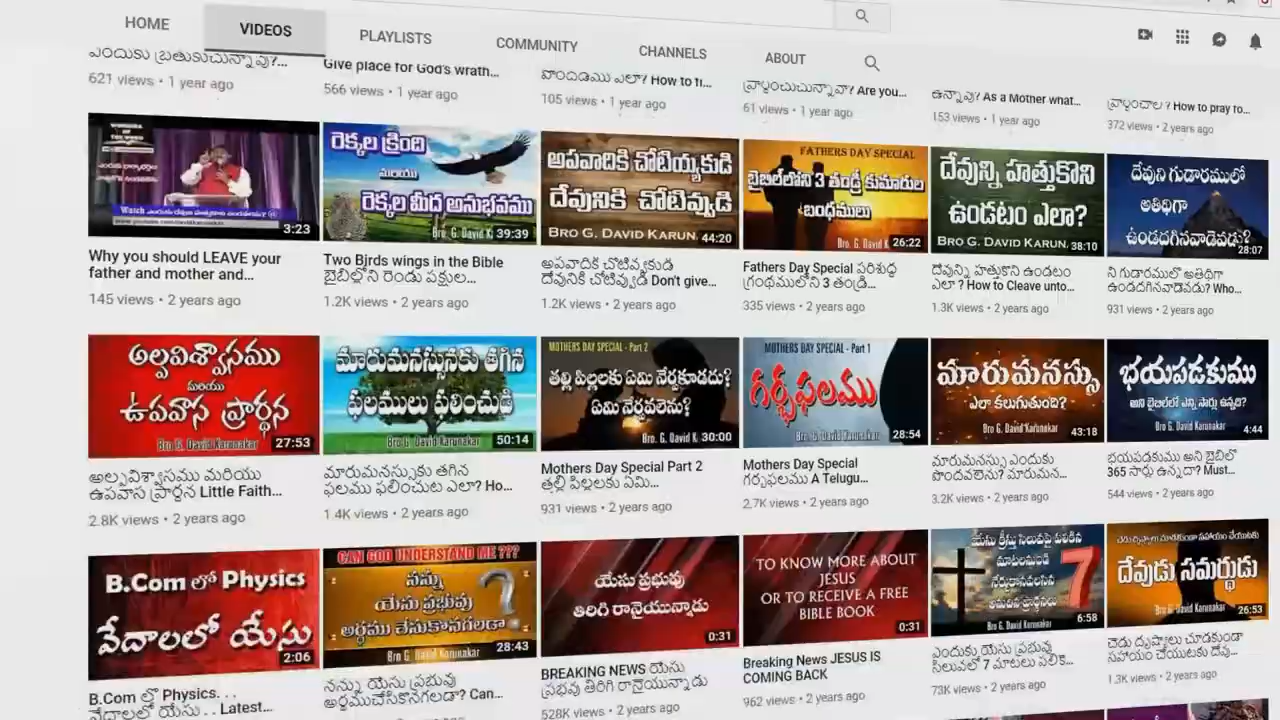 HOME
VIDEOS
PLAYLISTS
COMMUNITY
CHANNELS
ABOUT
ఎందుకు బ్రతుకుచున్నావు?...
621 views • 1 year ago
Give place for God's wrath...
566 views • 1 year ago
పొందడము ఎలా? How to fi...
105 views • 1 year ago
Are you...
61 views • 1 year ago
ఉన్నావు? As a Mother what...
153 views • 1 year ago
How to pray fo...
372 views • 2 years ago
3:23
Why you should LEAVE your
father and mother and...
145 views • 2 years ago
రెక్కల క్రింది
మరియు
రెక్కల మీద అనుభవము
Bro G. David K 39:39
Two Birds wings in the Bible
బైబిల్లోని రెండు పక్షుల...
1.2K views • 2 years ago
అపవాదికి చోటియ్యకుడి
దేవునికి చోటివ్వుడి
BRO G. DAVID KARUN 44:20
అపవాదిక చోటివ్వకుడి
దేవునిక చోటివ్వుడి Don't give...
1.2K views • 2 years ago
FATHERS DAY SPECIAL
బైబిల్‌లోని 3 తండ్రీ కుమారుల
బంధములు
Bro. G. David K 26:22
Fathers Day Special పరిశుద్ధ
గ్రంథములోని 3 తండ్రి...
335 views • 2 years ago
దేవున్ని హత్తుకొని
ఉండటం ఎలా?
BRO G. DAVID KARUN. 38:10
దేవున్ని హత్తుకొని ఉండటం
ఎలా ? How to Cleave unto...
1.3K views • 2 years ago
దేవుని గుడారములో
అతిథిగా
ఉండదగినవాడెవడు?
28:07
ని గుడారములో అతిథిగా
ఉండదగినవాడెవడు? Who...
931 views • 2 years ago
అల్పవిశ్వాసము
మరియు
ఉపవాస ప్రార్థన
Bro G. David Karunakar 27:53
అల్పవిశ్వాసము మరియు
ఉపవాస ప్రార్థన Little Faith...
2.8K views • 2 years ago
మారుమనస్సునకు తగిన
ఫలములు ఫలించుడి
Bro G. David Karunakar 50:14
మారుమనస్సుకు తగిన
ఫలము ఫలించుట ఎలా? Ho...
1.4K views • 2 years ago
MOTHERS DAY SPECIAL - Part 2
తల్లి పిల్లలకు ఏమి నేర్పకూడదు?
ఏమి నేర్పవలెను?
Bro. G. David K 30:00
Mothers Day Special Part 2
తల్లి పిల్లలకు ఏమి...
931 views • 2 years ago
MOTHERS DAY SPECIAL - Part 1
గర్భఫలము
Bro G. David Karunakar 28:54
Mothers Day Special
గర్భఫలము A Telugu...
2.7K views • 2 years ago
మారుమనస్సు
ఎలా కలుగుతుంది?
Bro G. David Karunakar 43:18
మారుమనస్సు ఎందుకు
పొందవలెను? మారుమన...
3.2K views • 2 years ago
భయపడకుము
అని బైబిల్‌లో ఎన్ని సార్లు ఉన్నది?
Bro G. David Karunakar 4:44
భయపడకుము అని బైబిలో
365 సార్లు ఉన్నదా? Must...
544 views • 2 years ago
B.Com లో Physics
వేదాలలో యేసు
2:06
B.Com లో Physics. . .
వేదాలలో యేసు . . Latest...
CAN GOD UNDERSTAND ME ???
నన్ను
యేసు ప్రభువు
అర్థము చేసుకొనగలడా?
Bro G. David Karunakar 28:43
నన్ను యేసు ప్రభువు
అర్థముచేసుకొనగలడా? Can...
యేసు ప్రభువు
తిరిగి రానైయున్నాడు
0:31
BREAKING NEWS యేసు
ప్రభువు తిరిగి రానైయున్నాడు
528K views • 2 years ago
TO KNOW MORE ABOUT
JESUS
OR TO RECEIVE A FREE
BIBLE BOOK
0:31
Breaking News JESUS IS
COMING BACK
962 views • 2 years ago
యేసు క్రీస్తు సిలువపై పలికిన
7
Bro G. David Karunakar 6:58
ఎందుకు యేసు ప్రభువు
సిలువలో 7 మాటలు పలికె...
73K views • 2 years ago
దేవుడు సమర్థుడు
Bro G. David Karunakar 26:53
చెడు దృష్యాలు చూడకుండా
సహాయం చేయుటకు దేవు...
1.3K views • 2 years ago